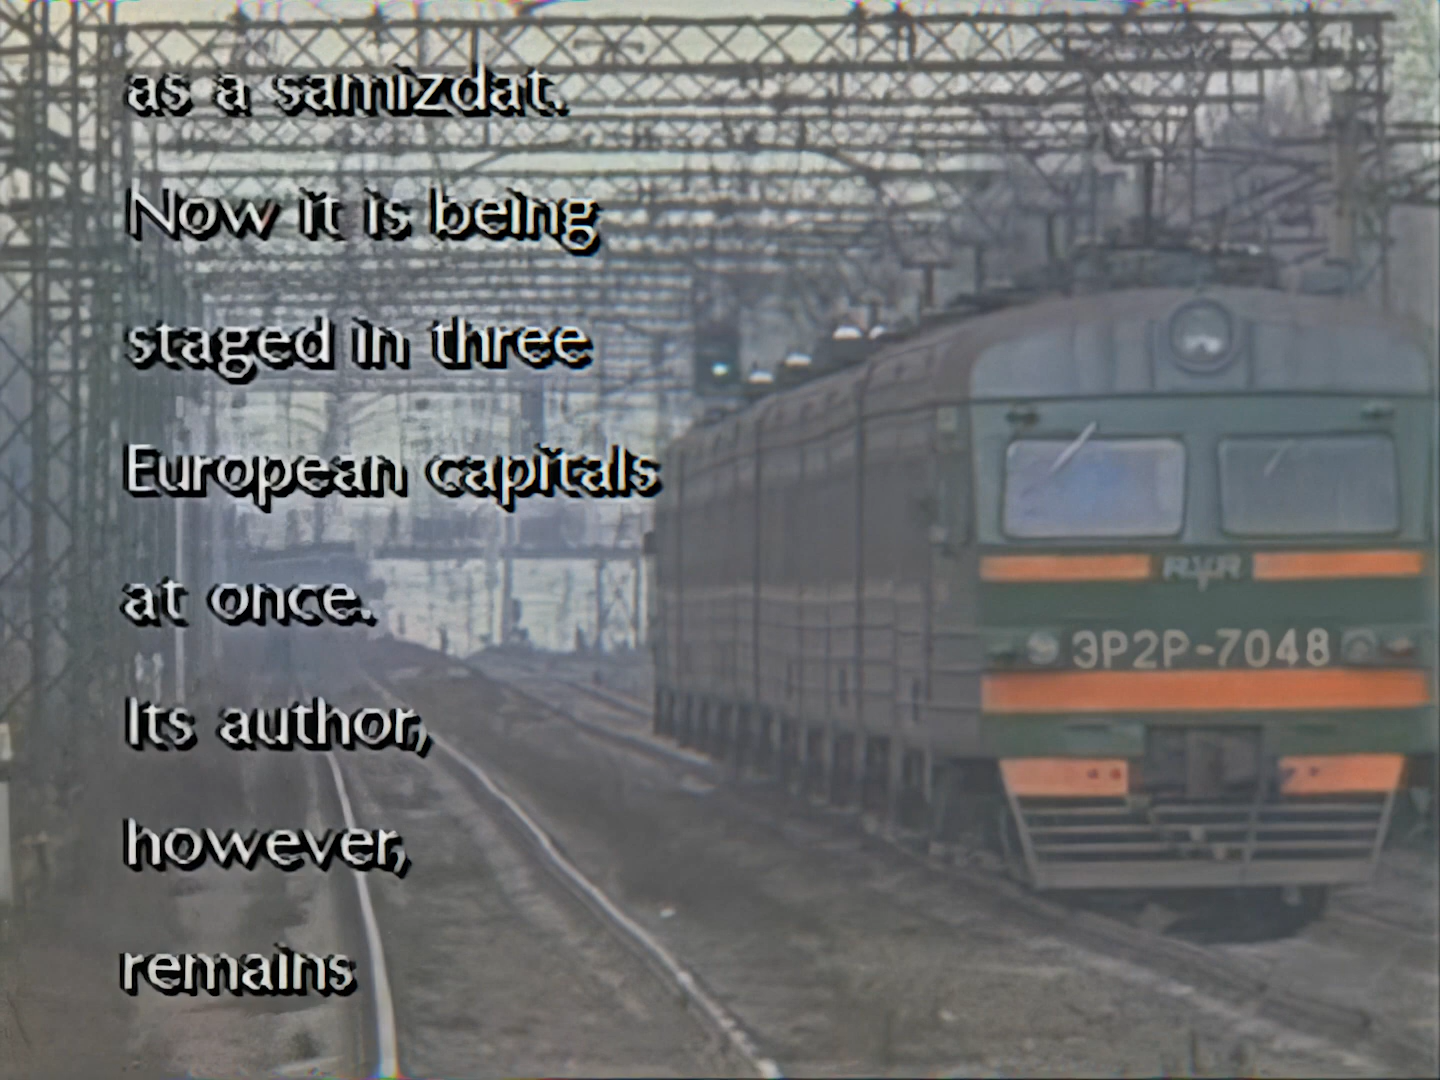 as a samizdat.
Now it is being
staged in three
European capitals
at once.
Its author,
however,
remains
RVR
ЭР2Р-7048